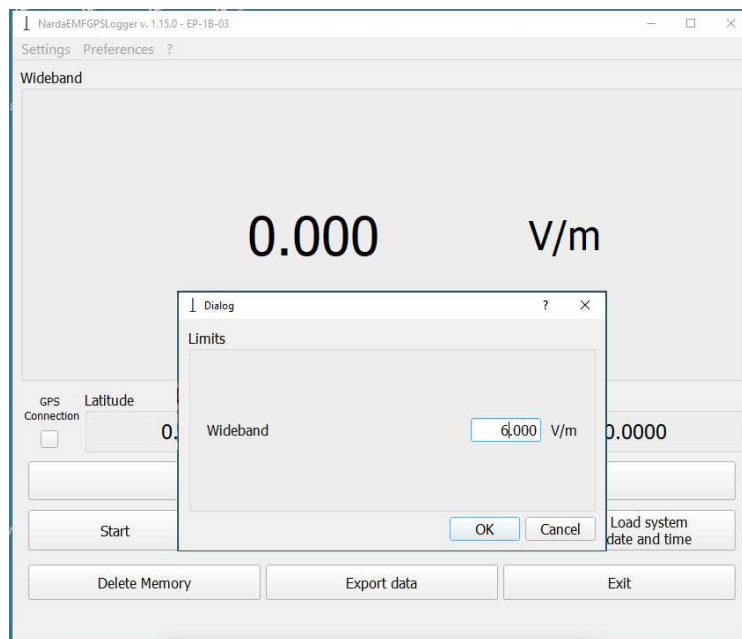 NardaEMFGPSLogger v. 1.15.0 - EP-1B-03
Settings Preferences ?
Wideband
0.000 V/m
Dialog ?
Limits
Wideband 6.000 V/m
OK Cancel
GPS Connection
Latitude
0.
0.0000
Start
Load system
date and time
Delete Memory Export data Exit